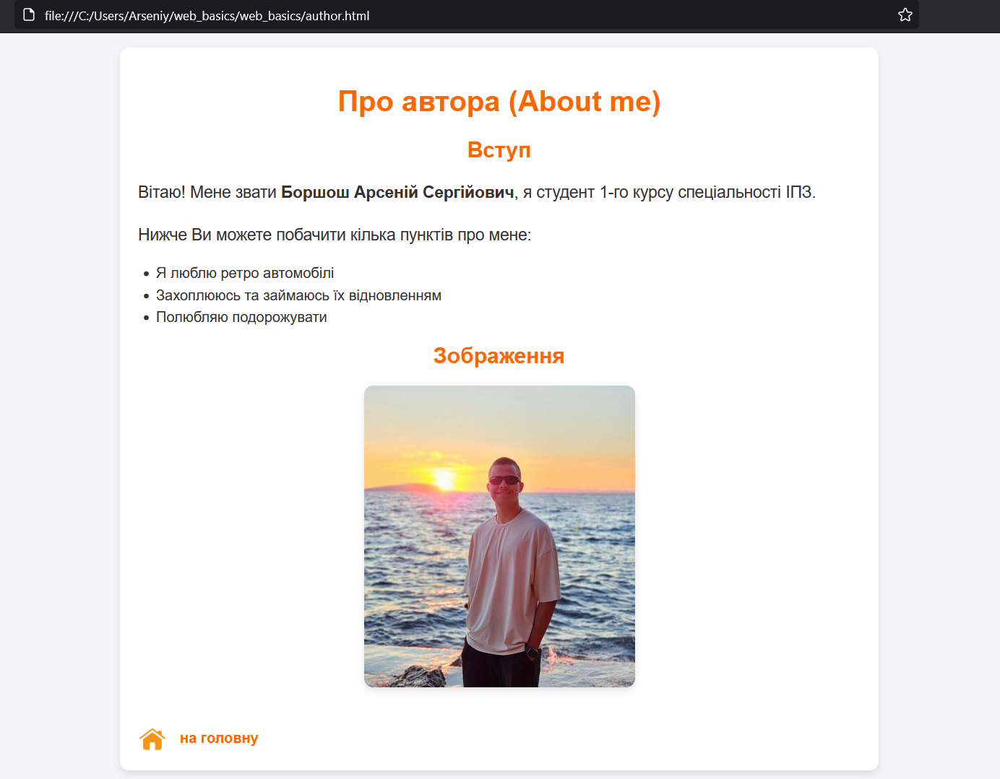 file:///C:/Users/Arseniy/web_basics/web_basics/author.html
Про автора (About me)
Вступ
Вітаю! Мене звати Боршош Арсеній Сергійович, я студент 1-го курсу спеціальності ІПЗ.
Нижче Ви можете побачити кілька пунктів про мене:
• Я люблю ретро автомобілі
• Захоплююсь та займаюсь їх відновленням
• Полюбляю подорожувати
Зображення
на головну